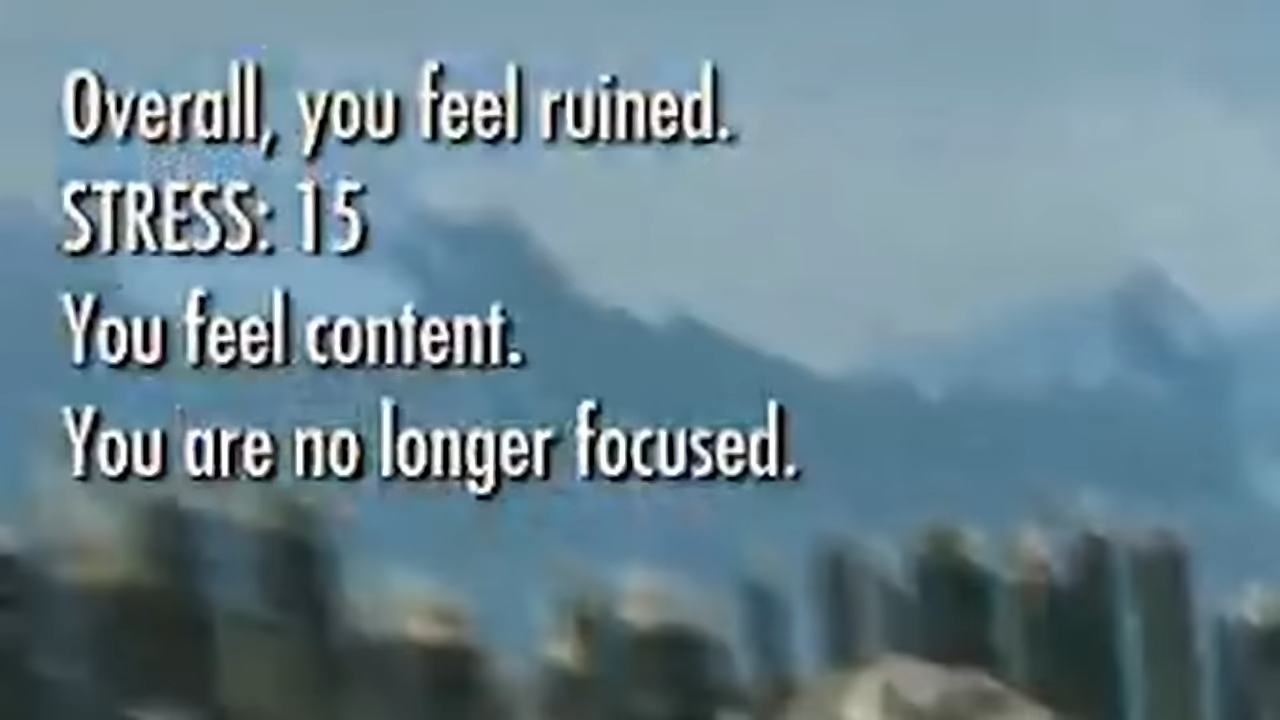 Overall, you feel ruined.
STRESS: 15
You feel content.
You are no longer focused.